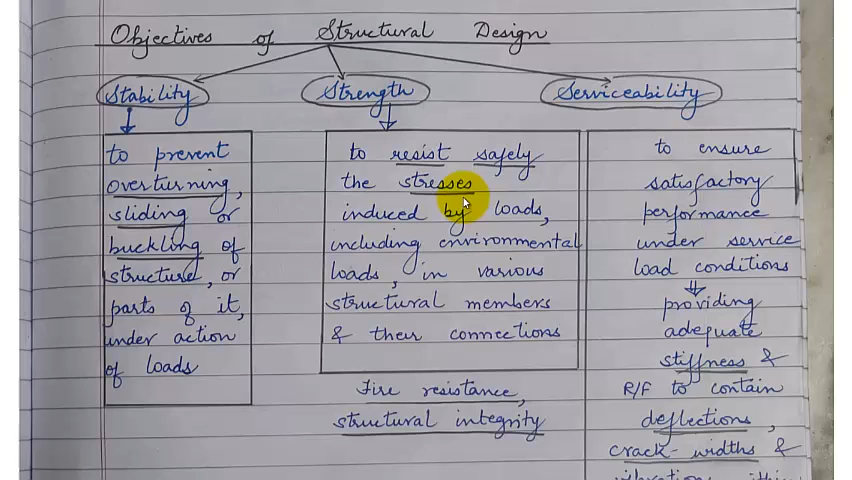 Objectives of Structural Design
Stability
to prevent
overturning,
sliding or
buckling of
structure, or
parts of it,
under action
of loads
Strength
to resist safely
the stresses
induced by loads,
including environmental
loads, in various
structural members
& their connections
Fire resistance,
structural integrity
Serviceability
to ensure
satisfactory
performance
under service
load conditions
providing
adequate
stiffness &
R/F to contain
deflections,
crack-widths &